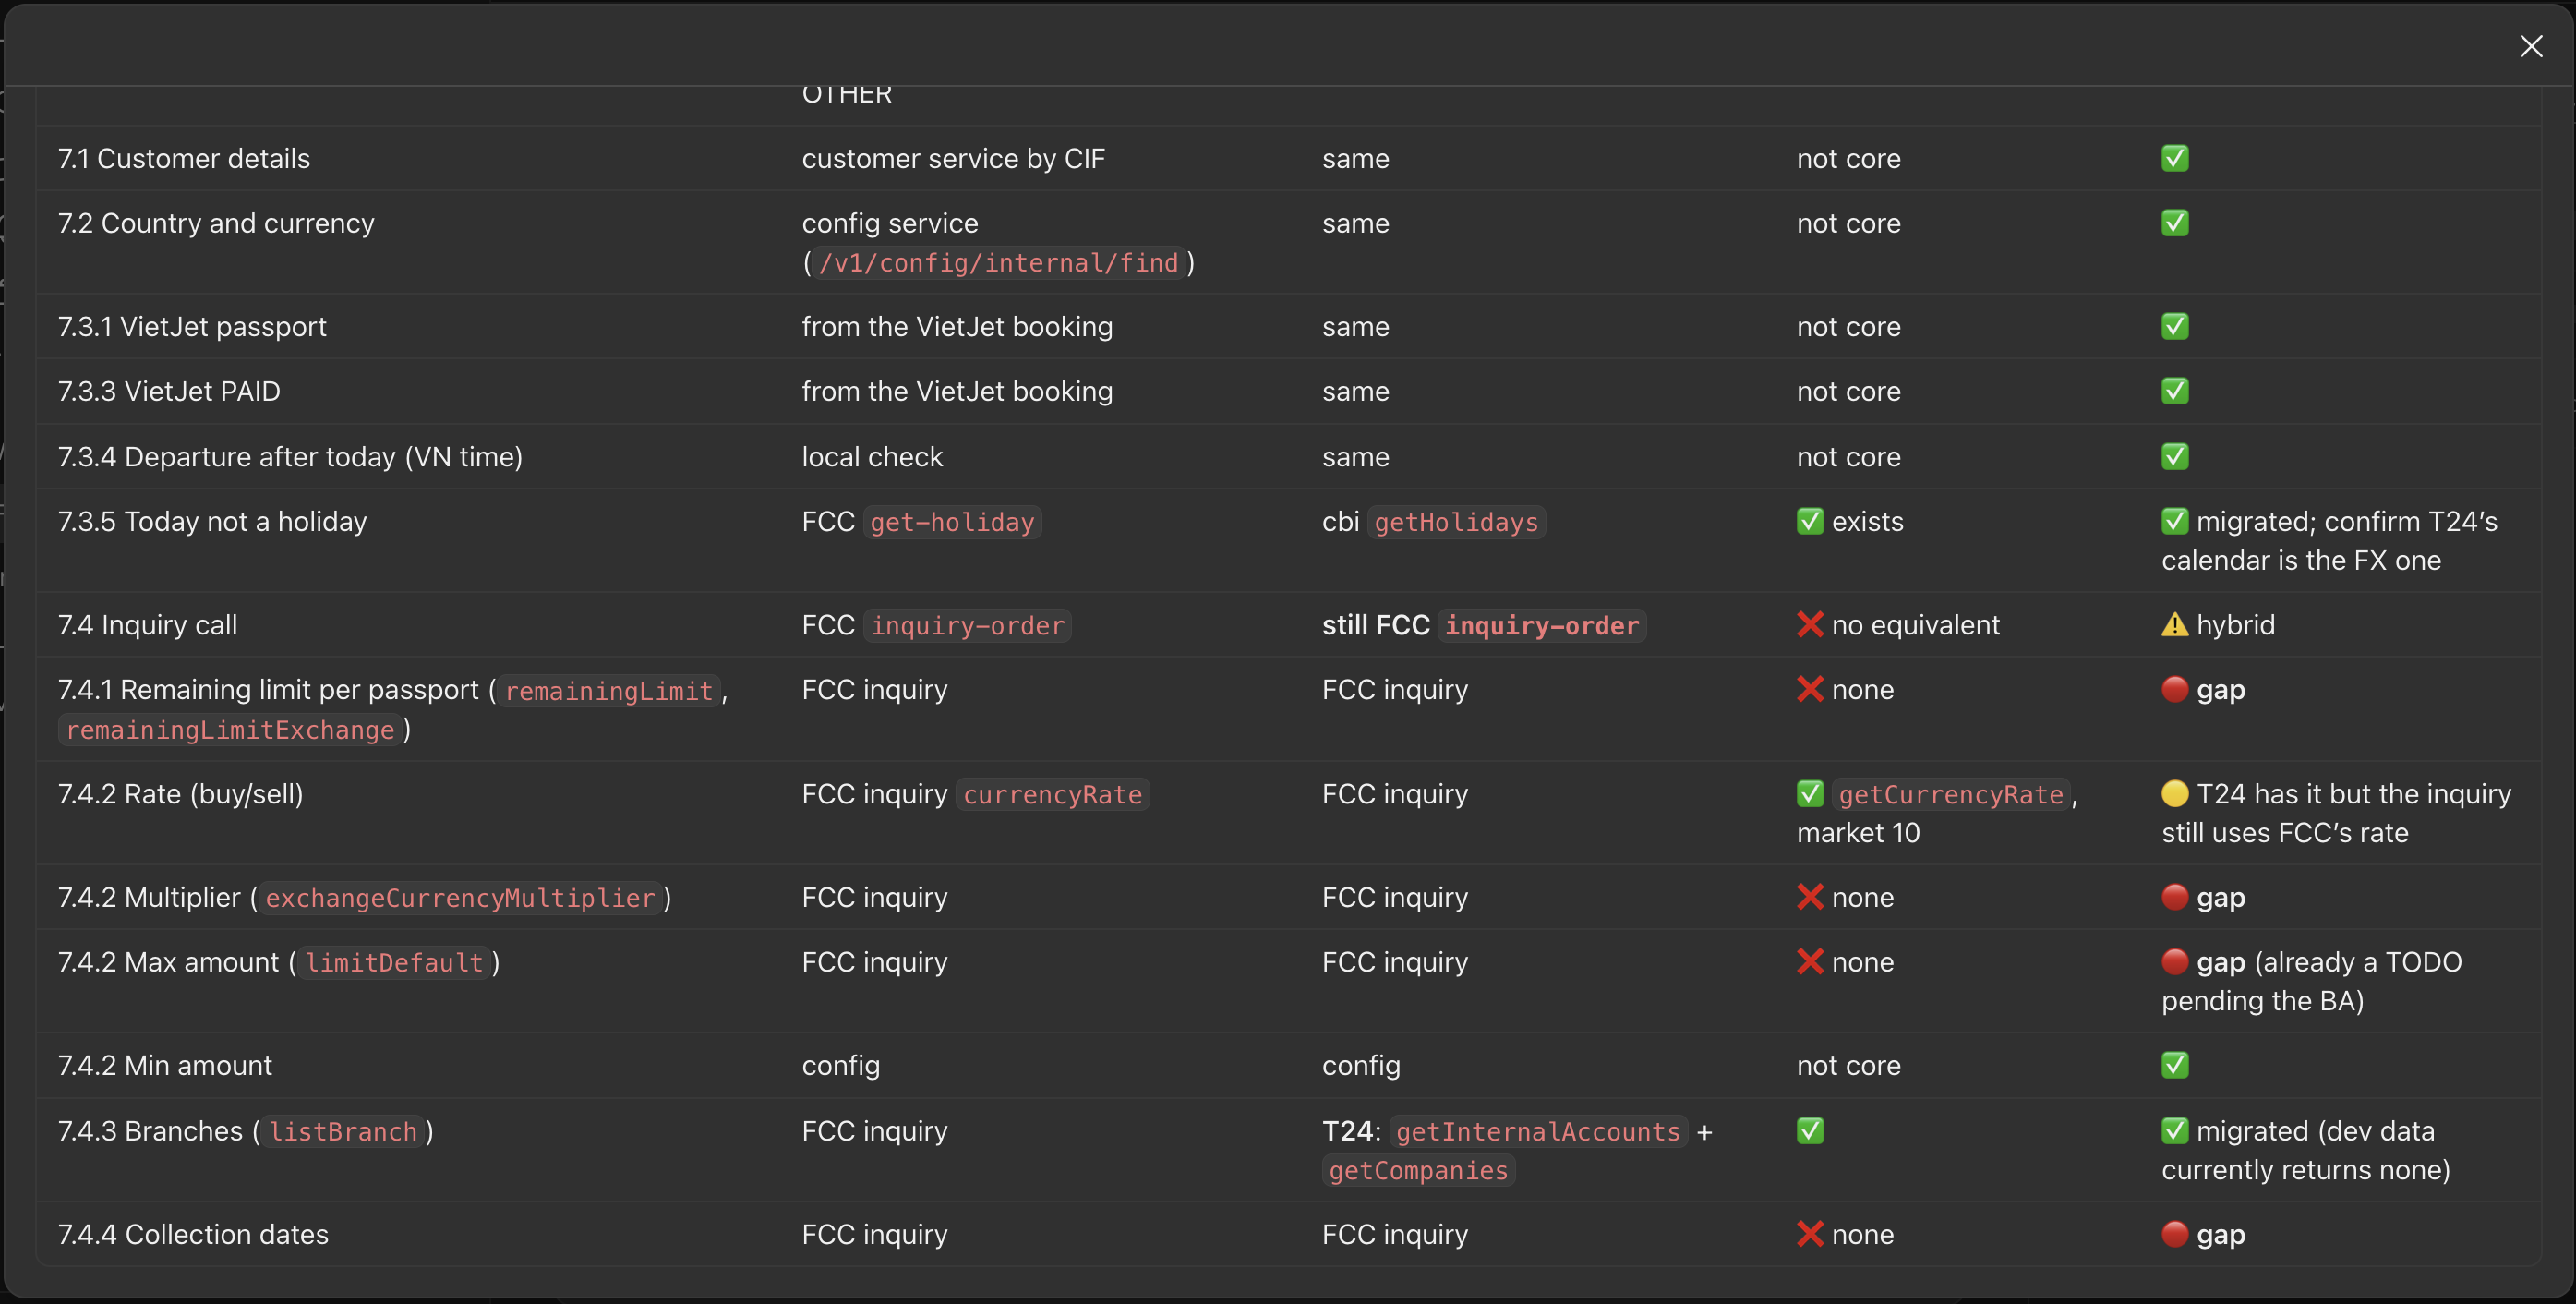 OTHER
7.1 Customer details customer service by CIF same not core ✅
7.2 Country and currency config service same not core ✅
(/v1/config/internal/find)
7.3.1 VietJet passport from the VietJet booking same not core ✅
7.3.3 VietJet PAID from the VietJet booking same not core ✅
7.3.4 Departure after today (VN time) local check same not core ✅
7.3.5 Today not a holiday FCC get-holiday cbi getHolidays ✅ exists ✅ migrated; confirm T24’s
calendar is the FX one
7.4 Inquiry call FCC inquiry-order still FCC inquiry-order ❌ no equivalent ⚠️ hybrid
7.4.1 Remaining limit per passport (remainingLimit, FCC inquiry FCC inquiry ❌ none 🔴 gap
remainingLimitExchange)
7.4.2 Rate (buy/sell) FCC inquiry currencyRate FCC inquiry ✅ getCurrencyRate, 🟡 T24 has it but the inquiry
market 10 still uses FCC’s rate
7.4.2 Multiplier (exchangeCurrencyMultiplier) FCC inquiry FCC inquiry ❌ none 🔴 gap
7.4.2 Max amount (limitDefault) FCC inquiry FCC inquiry ❌ none 🔴 gap (already a TODO
pending the BA)
7.4.2 Min amount config config not core ✅
7.4.3 Branches (listBranch) FCC inquiry T24: getInternalAccounts + ✅ ✅ migrated (dev data
getCompanies currently returns none)
7.4.4 Collection dates FCC inquiry FCC inquiry ❌ none 🔴 gap